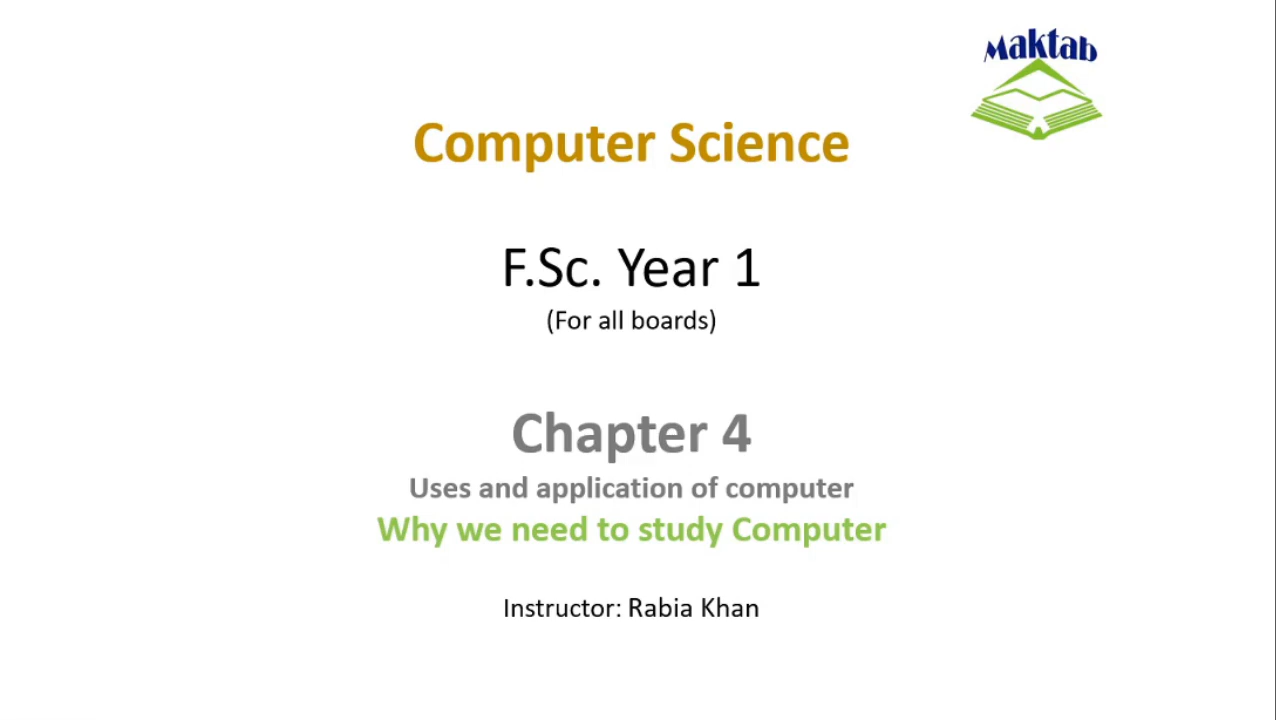 Maktab
Computer Science
F.Sc. Year 1
(For all boards)
Chapter 4
Uses and application of computer
Why we need to study Computer
Instructor: Rabia Khan